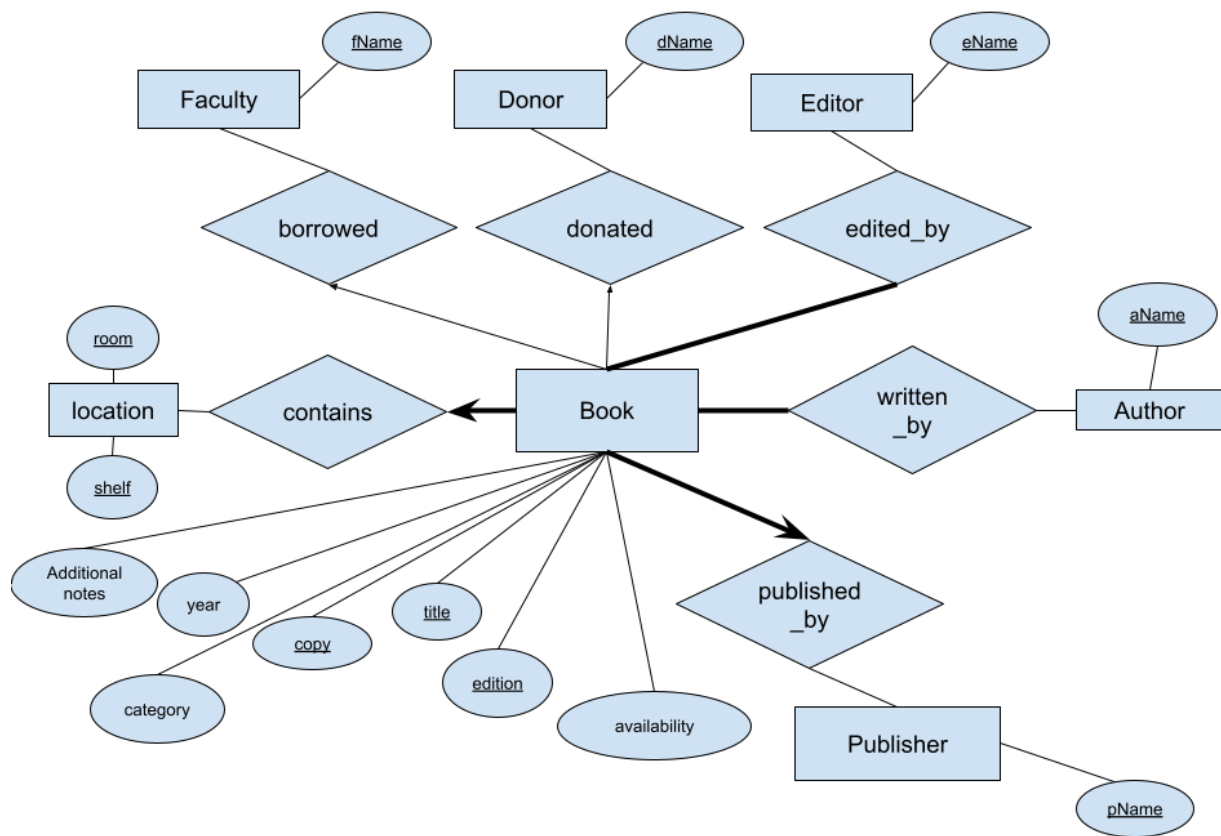 fName
dName
eName
Faculty
Donor
Editor
borrowed
donated
edited_by
room
aName
location
contains
Book
written
_by
Author
shelf
Additional
notes
year
title
copy
published
_by
edition
category
availability
Publisher
pName